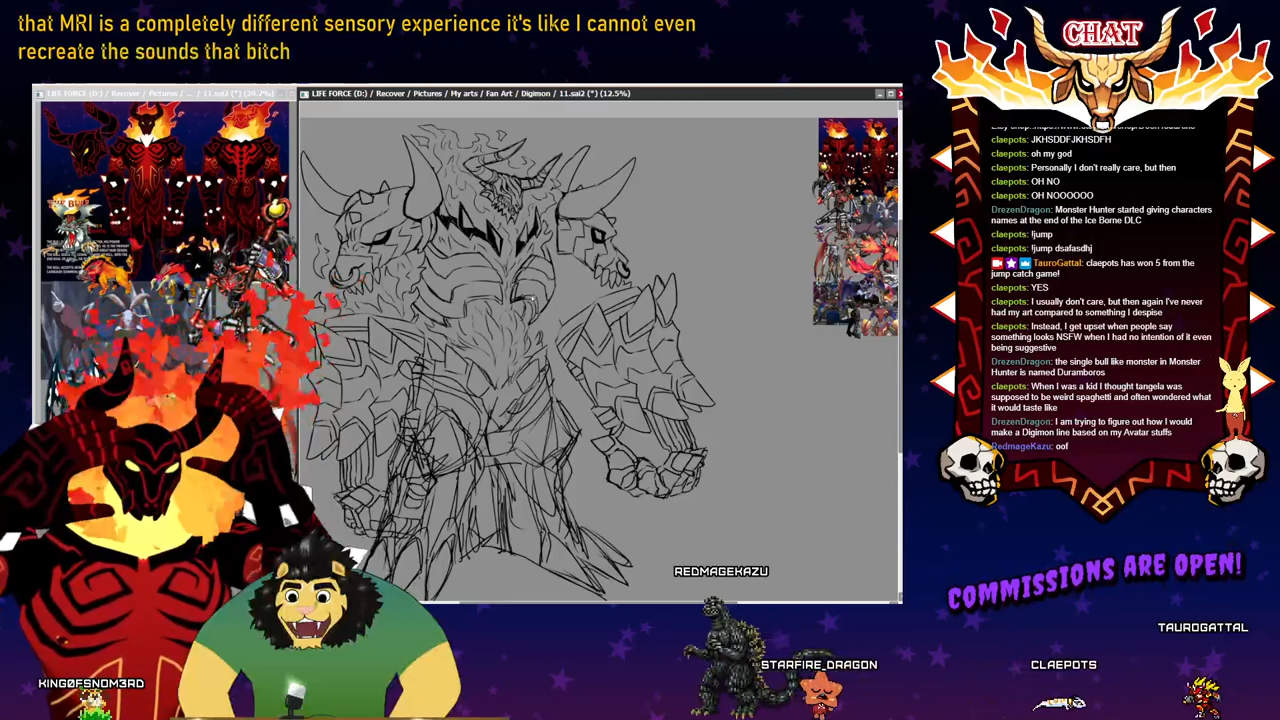 that MRI is a completely different sensory experience it's like I cannot even
recreate the sounds that bitch
LIFE FORCE (D:) / Recover / Pictures / My arts / Fan Art / Digimon / 11.sai2 (*) (12.5%)
CHAT
claepots: JKHSDDFJKHSDFH
claepots: oh my god
claepots: Personally I don't really care, but then
claepots: OH NO
claepots: OH NOOOOOO
DrezenDragon: Monster Hunter started giving characters
names at the end of the Ice Borne DLC
claepots: !jump
claepots: !jump dsafasdhj
TauroGattal: claepots has won 5 from the
jump catch game!
claepots: YES
claepots: I usually don't care, but then again I've never
had my art compared to something I despise
claepots: Instead, I get upset when people say
something looks NSFW when I had no intention of it even
being suggestive
DrezenDragon: the single bull like monster in Monster
Hunter is named Duramboros
claepots: When I was a kid I thought tangela was
supposed to be weird spaghetti and often wondered what
it would taste like
DrezenDragon: I am trying to figure out how I would
make a Digimon line based on my Avatar stuffs
RedmageKazu: oof
COMMISSIONS ARE OPEN!
REDMAGEKAZU
TAUROGATTAL
STARFIRE_DRAGON
CLAEPOTS
KING0FSNOM3RD